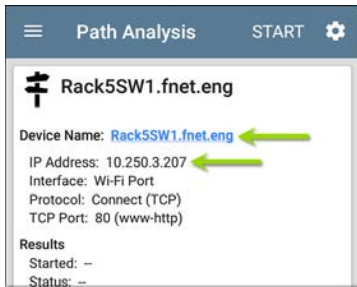 Path Analysis START
Rack5SW1.fnet.eng
Device Name: Rack5SW1.fnet.eng
IP Address: 10.250.3.207
Interface: Wi-Fi Port
Protocol: Connect (TCP)
TCP Port: 80 (www-http)
Results
Started: --
Status: --